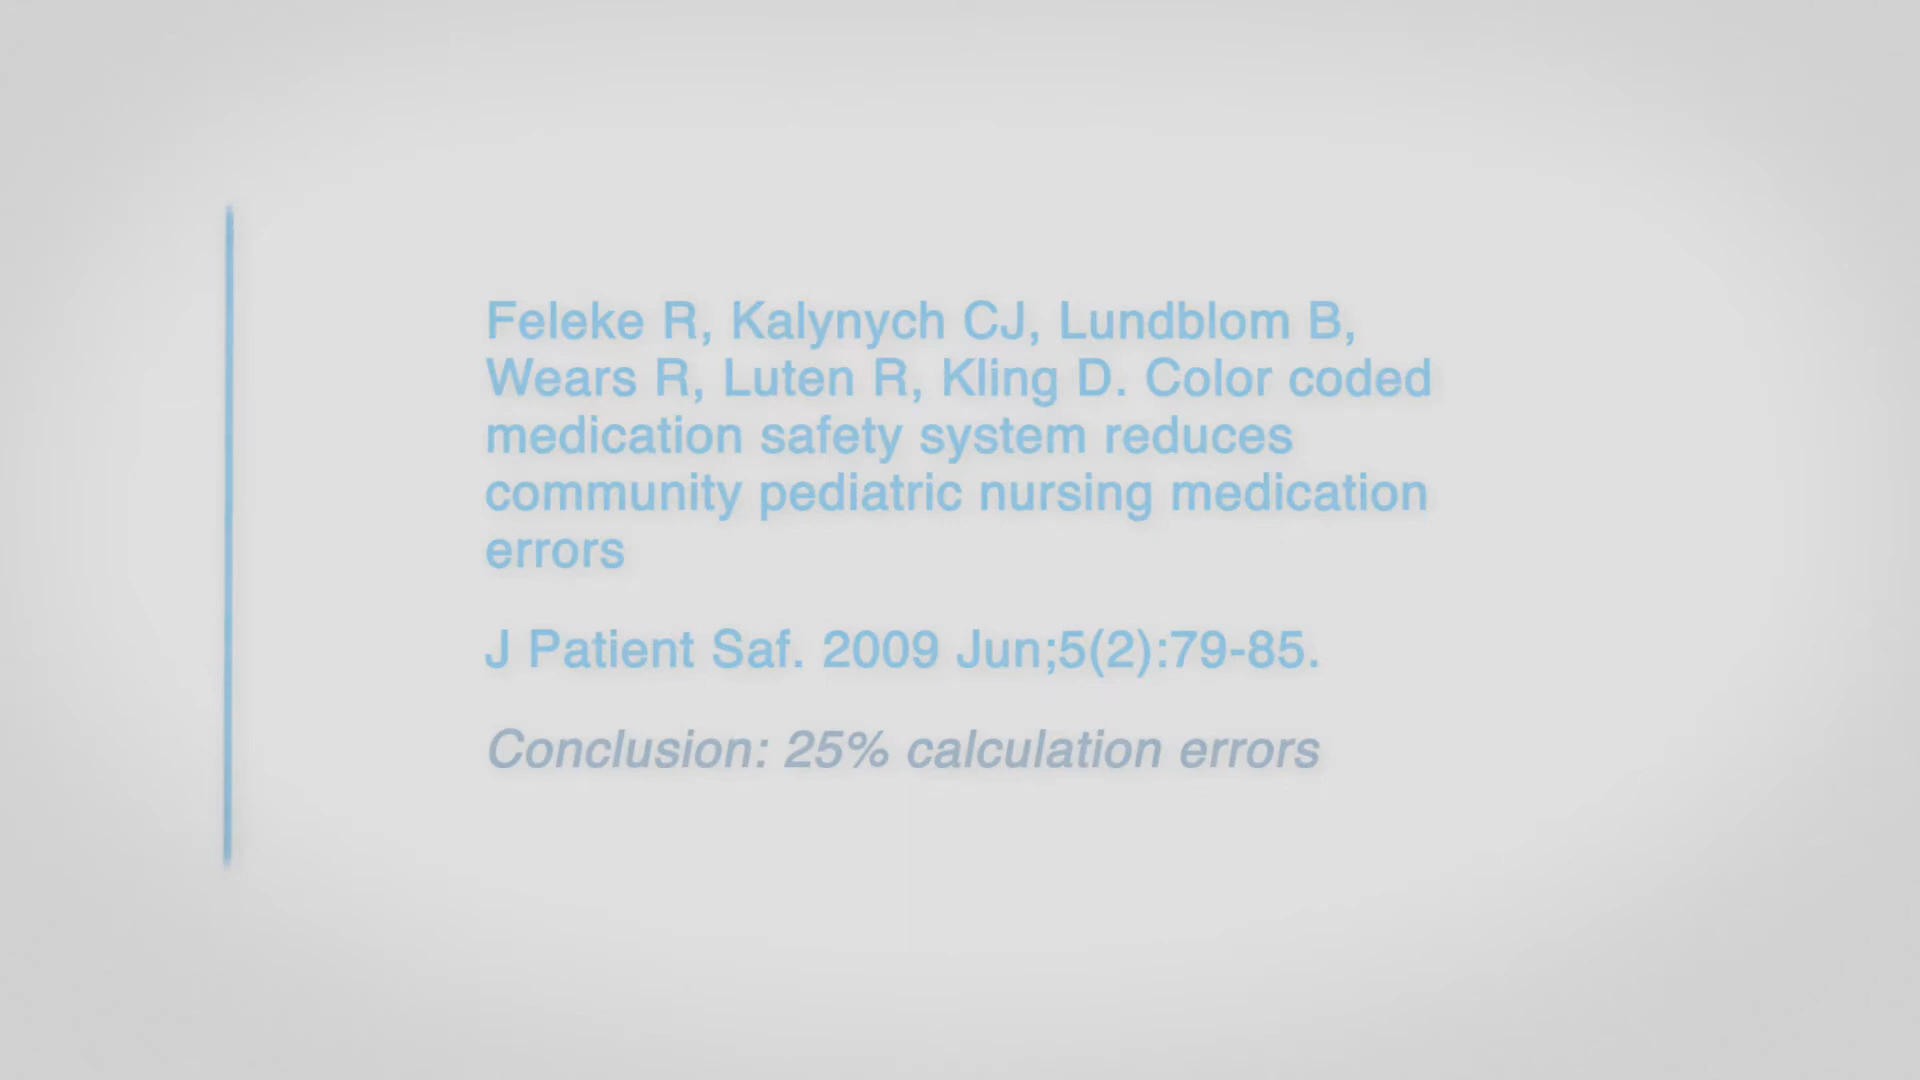 Feleke R, Kalynych CJ, Lundblom B,
Wears R, Luten R, Kling D. Color coded
medication safety system reduces
community pediatric nursing medication
errors
J Patient Saf. 2009 Jun;5(2):79-85.
Conclusion: 25% calculation errors